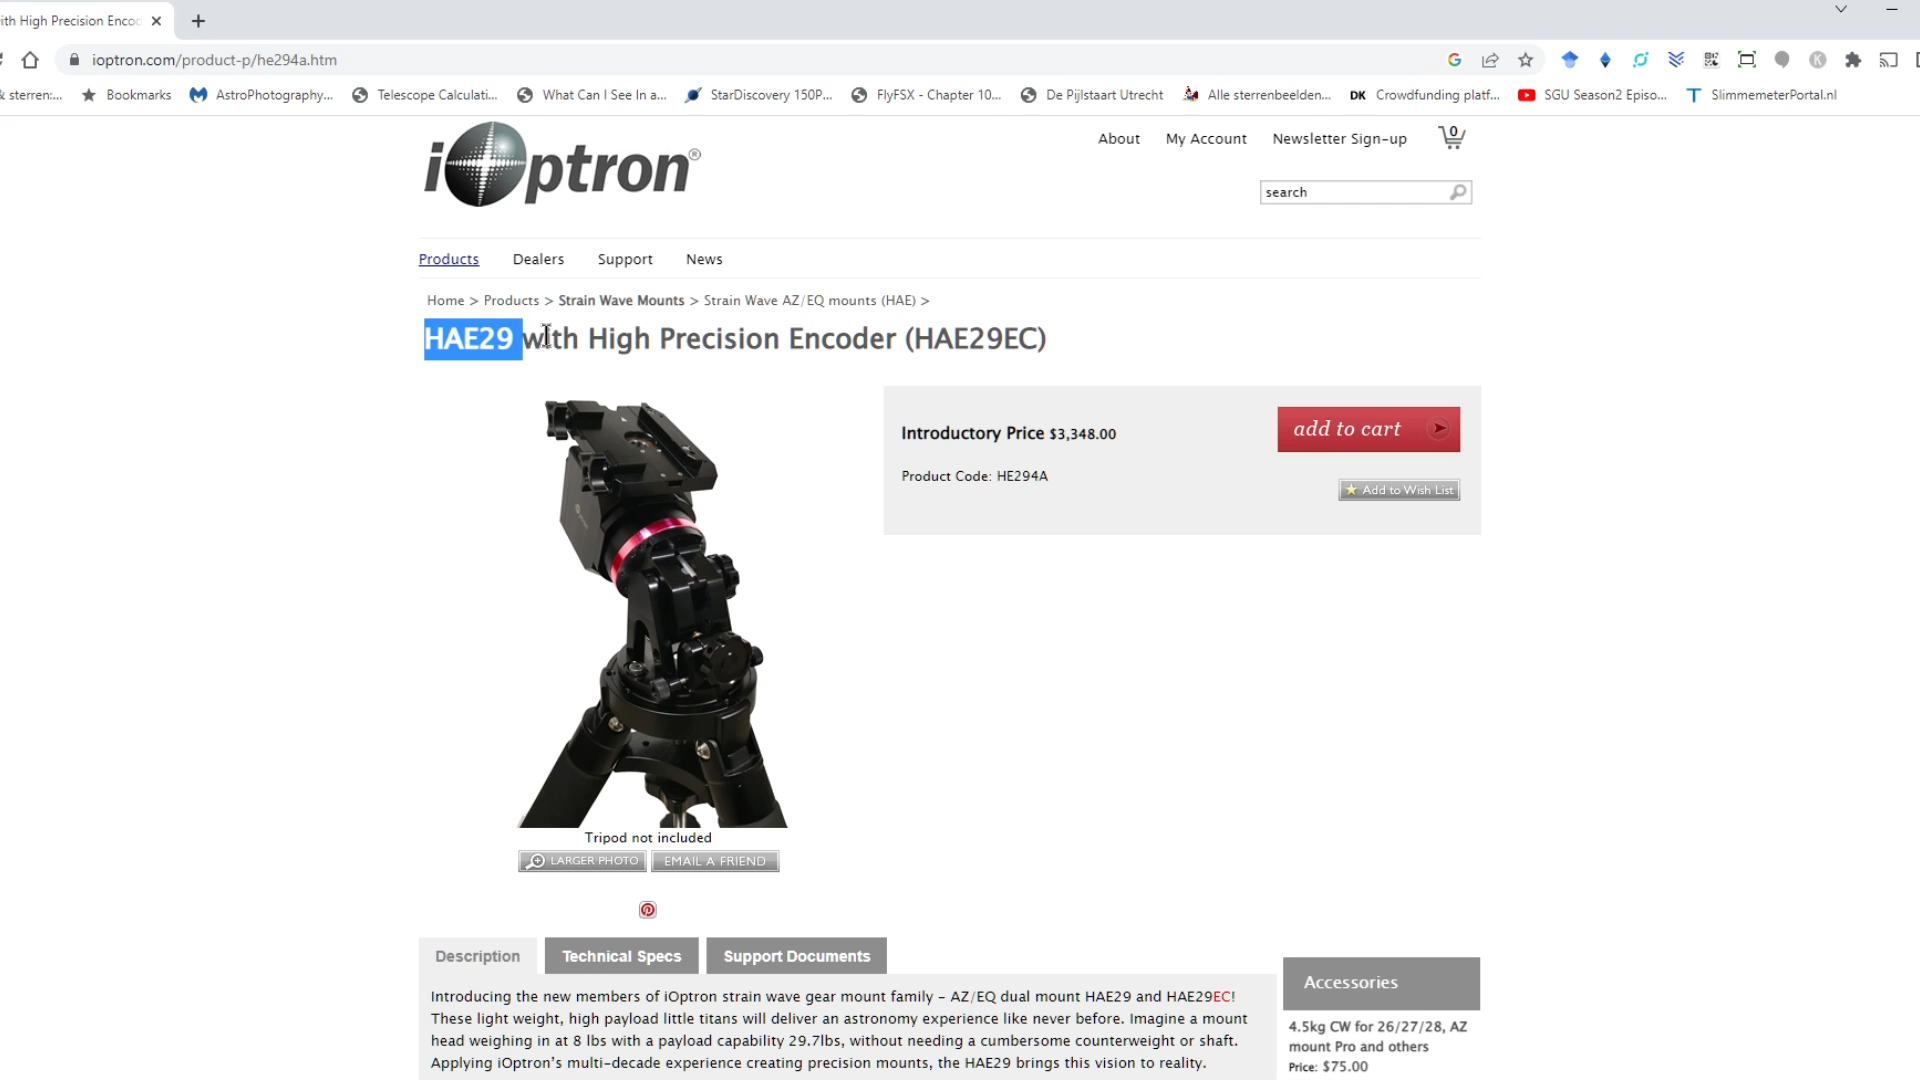 ith High Precision Encod
ioptron.com/product-p/he294a.htm
& sterren:...
Bookmarks
AstroPhotography...
Telescope Calculati...
What Can I See In a...
StarDiscovery 150P...
FlyFSX - Chapter 10...
De Pijlstaart Utrecht
Alle sterrenbeelden...
DK Crowdfunding platf...
SGU Season2 Episo...
SlimmemeterPortal.nl
iOptron®
About
My Account
Newsletter Sign-up
0
search
Products
Dealers
Support
News
Home > Products > Strain Wave Mounts > Strain Wave AZ/EQ mounts (HAE) >
HAE29 with High Precision Encoder (HAE29EC)
Introductory Price $3,348.00
add to cart
Product Code: HE294A
Add to Wish List
Tripod not included
LARGER PHOTO
EMAIL A FRIEND
Description
Technical Specs
Support Documents
Introducing the new members of iOptron strain wave gear mount family – AZ/EQ dual mount HAE29 and HAE29EC!
These light weight, high payload little titans will deliver an astronomy experience like never before. Imagine a mount
head weighing in at 8 lbs with a payload capability 29.7lbs, without needing a cumbersome counterweight or shaft.
Applying iOptron's multi-decade experience creating precision mounts, the HAE29 brings this vision to reality.
Accessories
4.5kg CW for 26/27/28, AZ
mount Pro and others
Price: $75.00